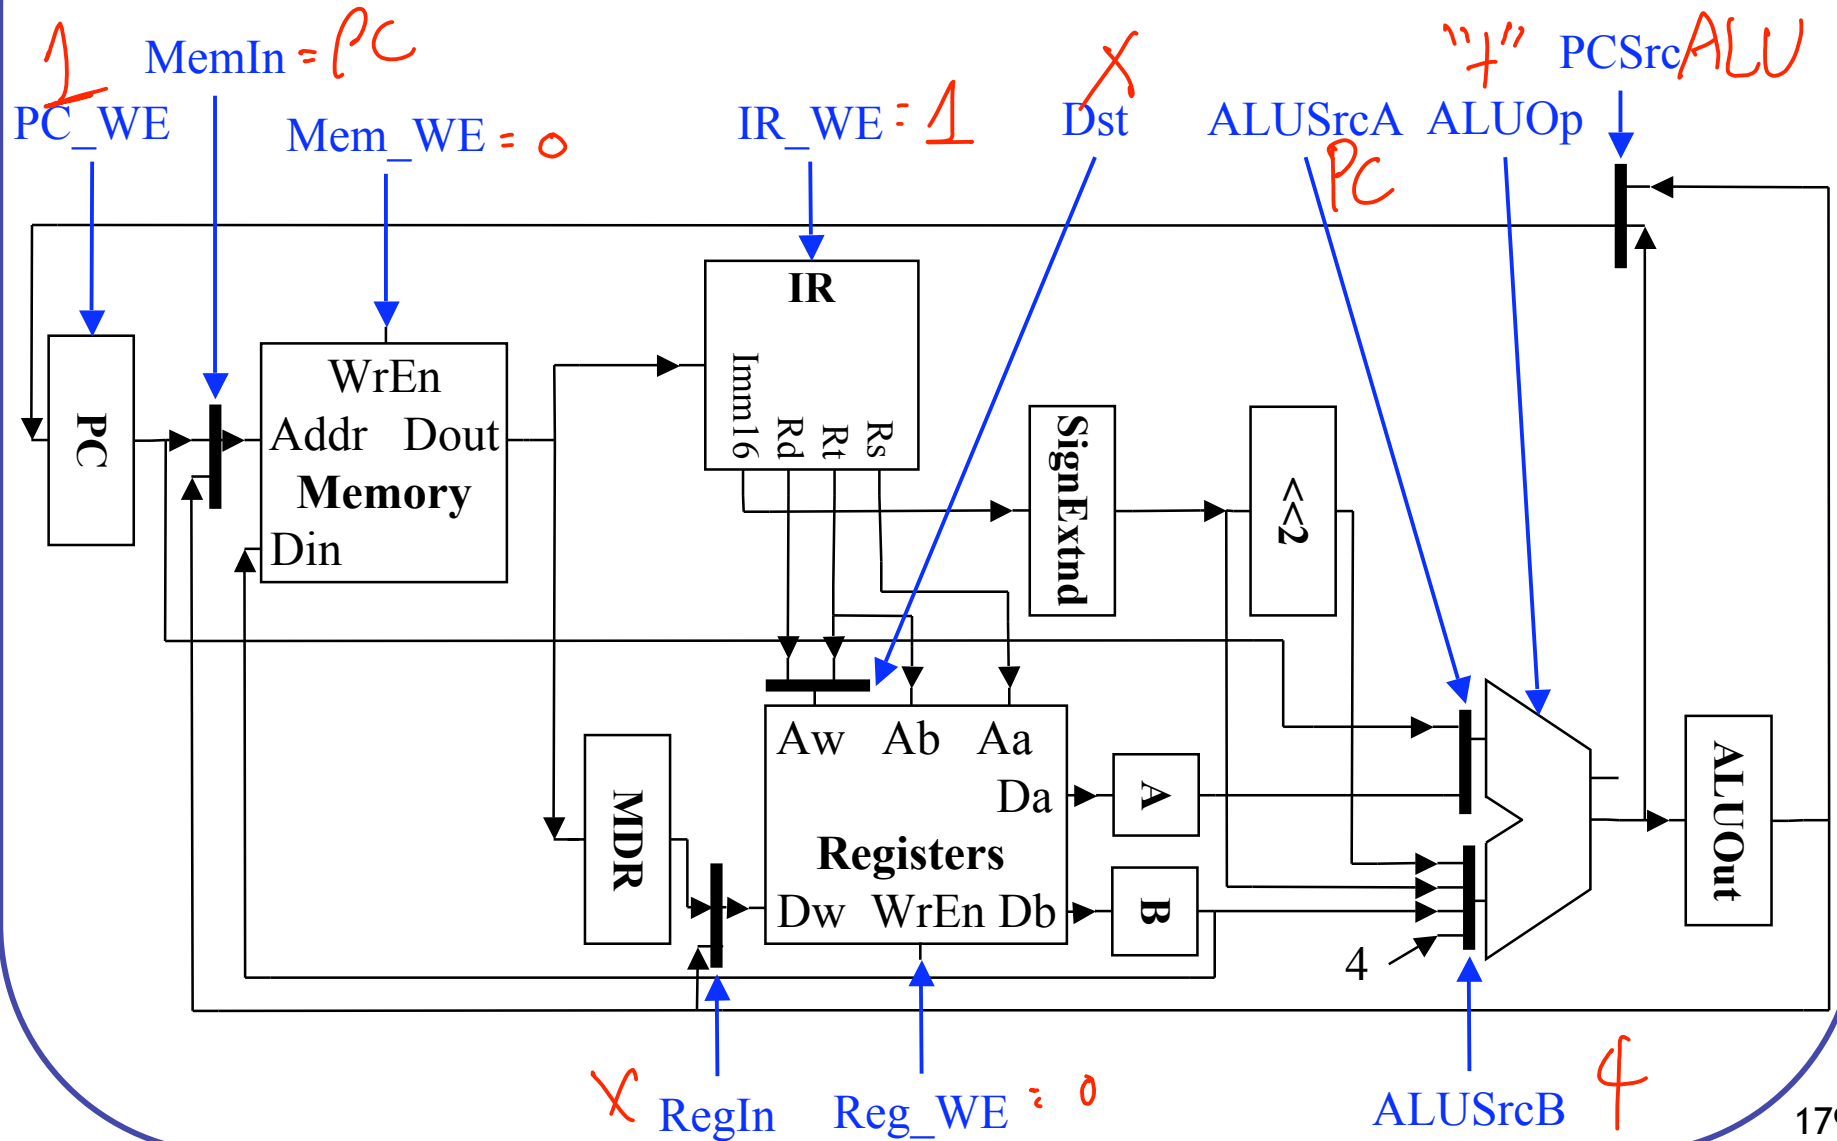 1
MemIn = PC
PC_WE
Mem_WE = 0
IR_WE = 1
X
Dst
ALUSrcA
PC
"+"
ALUOp
PCSrc ALU
IR
Imm16
Rd
Rt
Rs
PC
WrEn
Addr Dout
Memory
Din
SignExtnd
<<2
Aw Ab Aa
Da
Registers
Dw WrEn Db
MDR
A
B
4
ALUOut
X RegIn
Reg_WE = 0
ALUSrcB 4
179